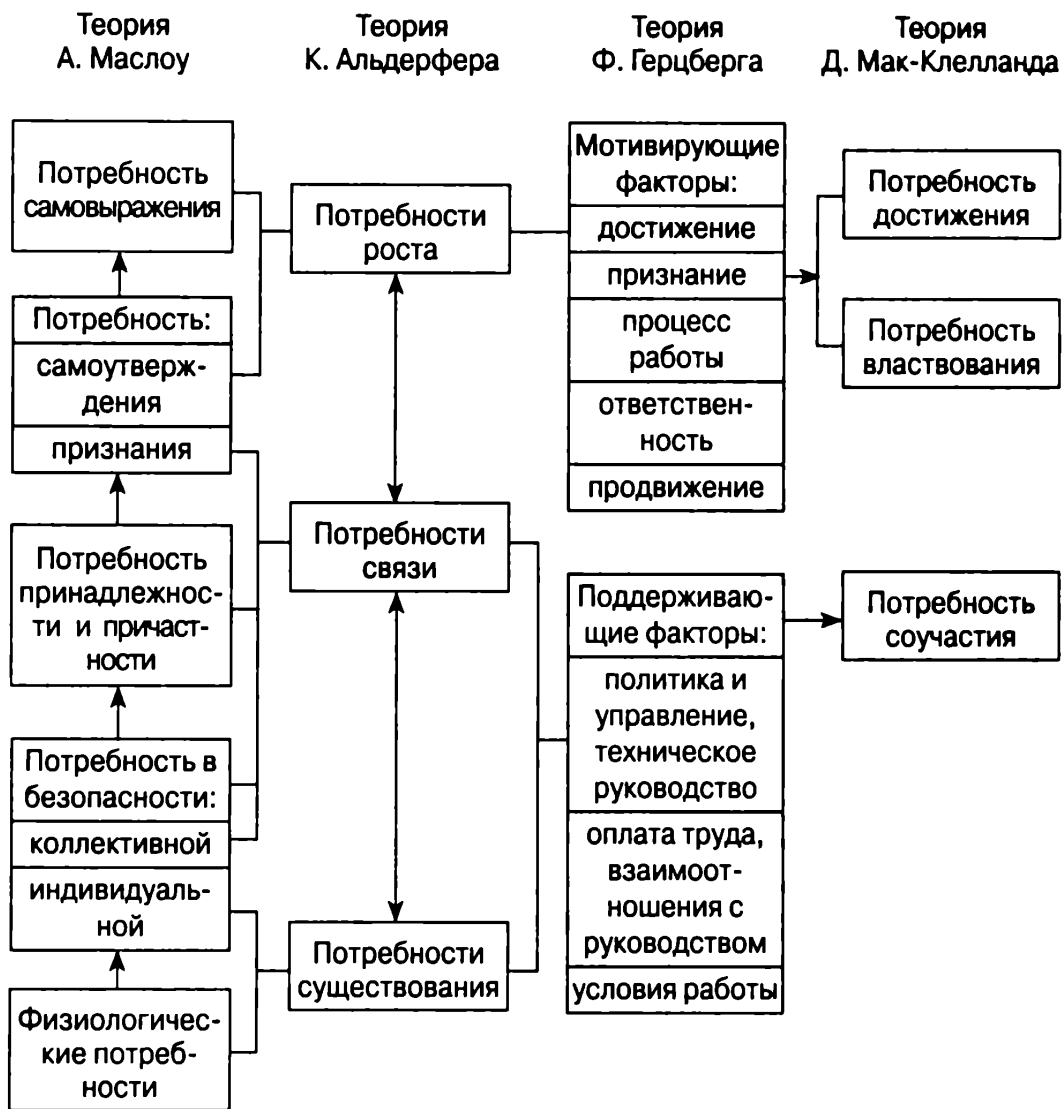 Теория
А. Маслоу
Теория
К. Альдерфера
Теория
Ф. Герцберга
Теория
Д. Мак-Клелланда
Потребность
самовыражения
Потребность:
самоутверж-
дения
признания
Потребность
принадлежнос-
ти и причаст-
ности
Потребность в
безопасности:
коллективной
индивидуаль-
ной
Физиологичес-
кие потреб-
ности
Потребности
роста
Потребности
связи
Потребности
существования
Мотивирующие
факторы:
достижение
признание
процесс
работы
ответствен-
ность
продвижение
Поддерживаю-
щие факторы:
политика и
управление,
техническое
руководство
оплата труда,
взаимоот-
ношения с
руководством
условия работы
Потребность
достижения
Потребность
властвования
Потребность
соучастия